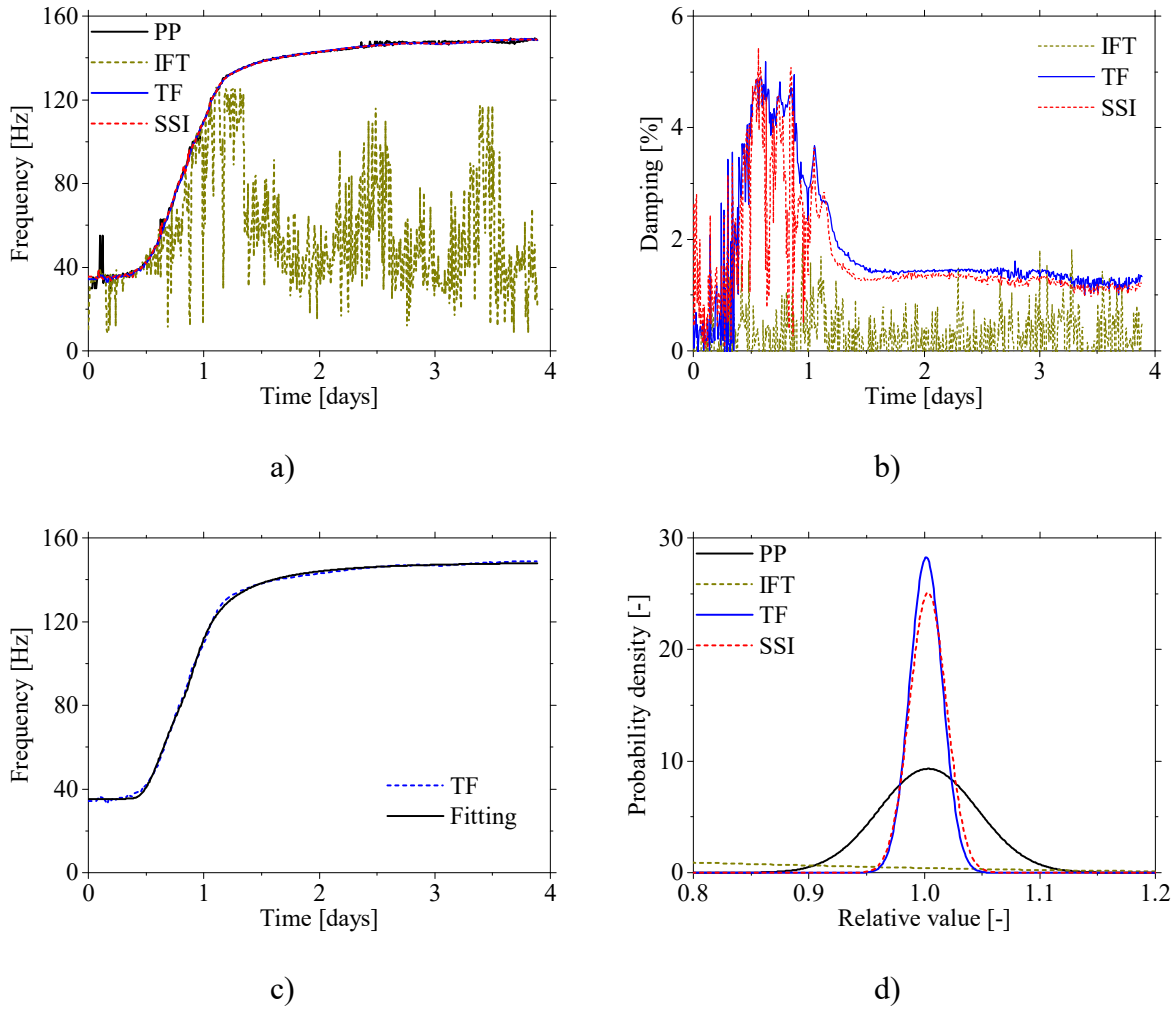 160
120
80
40
0
Frequency [Hz]
PP
IFT
TF
SSI
0 1 2 3 4
Time [days]
a)
6
4
2
0
Damping [%]
IFT
TF
SSI
0 1 2 3 4
Time [days]
b)
160
120
80
40
0
Frequency [Hz]
TF
Fitting
0 1 2 3 4
Time [days]
c)
30
20
10
0
Probability density [-]
PP
IFT
TF
SSI
0.8 0.9 1.0 1.1 1.2
Relative value [-]
d)